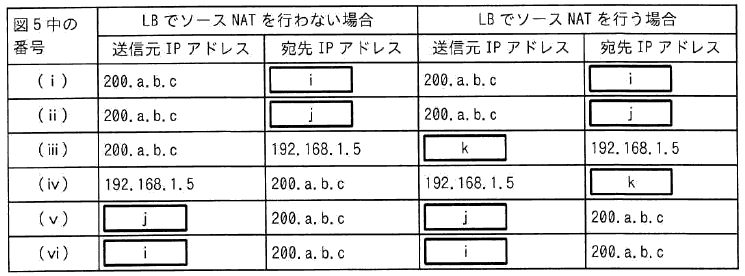 図5中の番号 LBでソースNATを行わない場合 LBでソースNATを行う場合
送信元IPアドレス 宛先IPアドレス 送信元IPアドレス 宛先IPアドレス
(ⅰ) 200.a.b.c i 200.a.b.c i
(ⅱ) 200.a.b.c j 200.a.b.c j
(ⅲ) 200.a.b.c 192.168.1.5 k 192.168.1.5
(ⅳ) 192.168.1.5 200.a.b.c 192.168.1.5 k
(ⅴ) j 200.a.b.c j 200.a.b.c
(ⅵ) i 200.a.b.c i 200.a.b.c